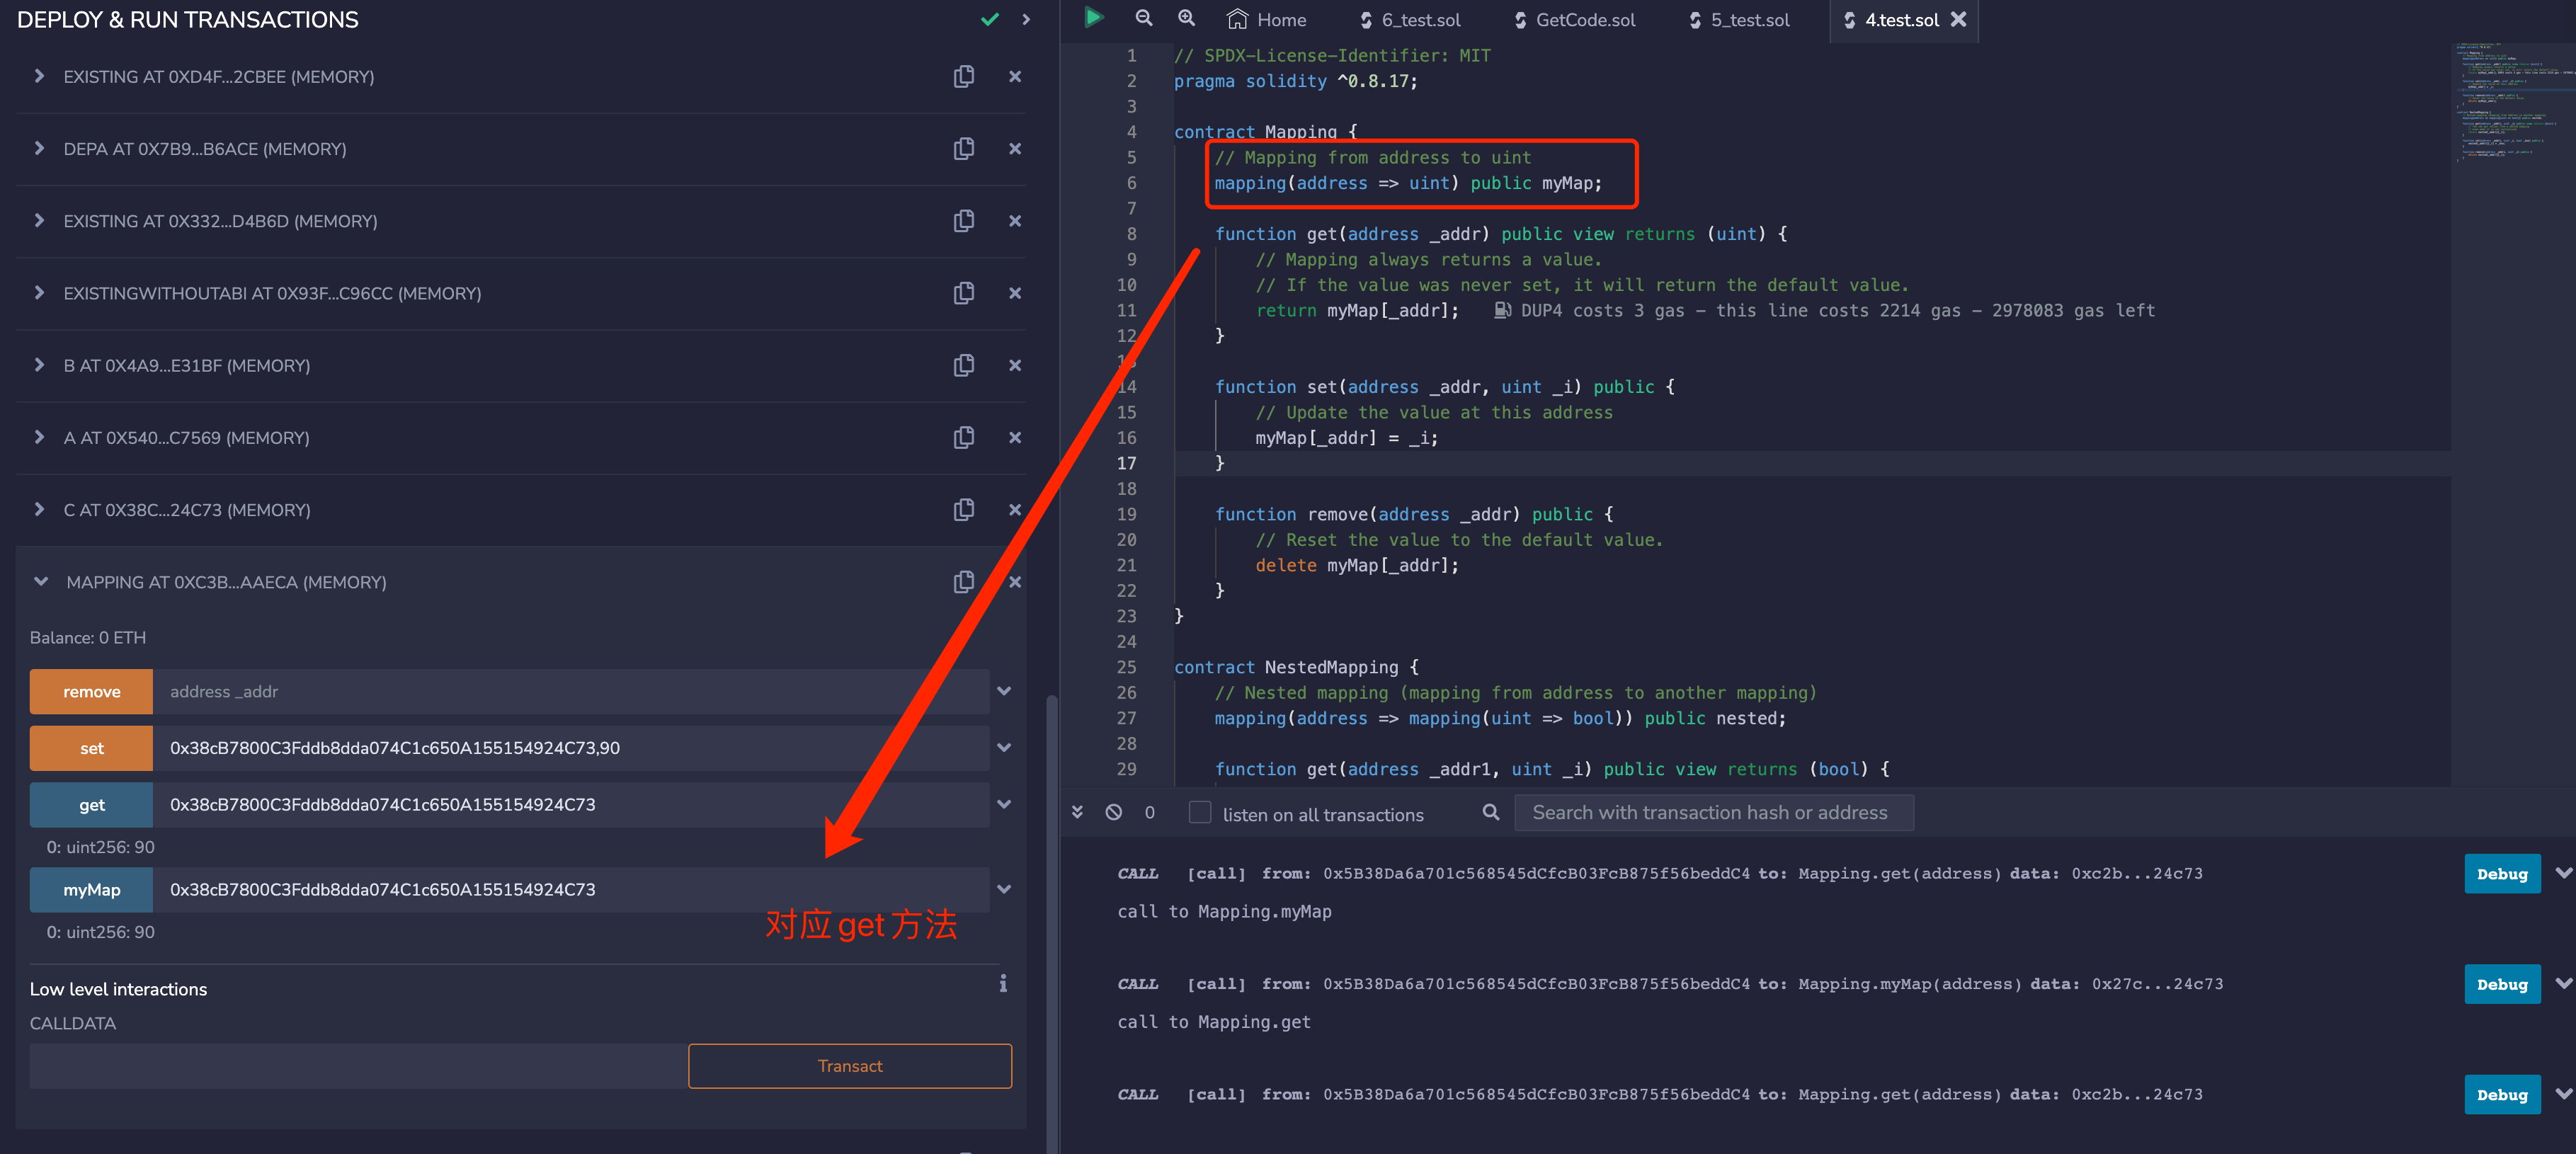 DEPLOY & RUN TRANSACTIONS
EXISTING AT 0XD4F...2CBEE (MEMORY)
DEPA AT 0X7B9...B6ACE (MEMORY)
EXISTING AT 0X332...D4B6D (MEMORY)
EXISTINGWITHOUTABI AT 0X93F...C96CC (MEMORY)
B AT 0X4A9...E31BF (MEMORY)
A AT 0X540...C7569 (MEMORY)
C AT 0X38C...24C73 (MEMORY)
MAPPING AT 0XC3B...AAECA (MEMORY)
Balance: 0 ETH
remove address _addr
set 0x38cB7800C3Fddb8dda074C1c650A155154924C73,90
get 0x38cB7800C3Fddb8dda074C1c650A155154924C73
0: uint256: 90
myMap 0x38cB7800C3Fddb8dda074C1c650A155154924C73
对应 get 方法
0: uint256: 90
Low level interactions
CALLDATA
Transact
Home 6_test.sol GetCode.sol 5_test.sol 4.test.sol
1 // SPDX-License-Identifier: MIT
2 pragma solidity ^0.8.17;
3
4 contract Mapping {
5 // Mapping from address to uint
6 mapping(address => uint) public myMap;
7
8 function get(address _addr) public view returns (uint) {
9 // Mapping always returns a value.
10 // If the value was never set, it will return the default value.
11 return myMap[_addr]; DUP4 costs 3 gas - this line costs 2214 gas - 2978083 gas left
12 }
13
14 function set(address _addr, uint _i) public {
15 // Update the value at this address
16 myMap[_addr] = _i;
17 }
18
19 function remove(address _addr) public {
20 // Reset the value to the default value.
21 delete myMap[_addr];
22 }
23 }
24
25 contract NestedMapping {
26 // Nested mapping (mapping from address to another mapping)
27 mapping(address => mapping(uint => bool)) public nested;
28
29 function get(address _addr1, uint _i) public view returns (bool) {
0 listen on all transactions Search with transaction hash or address
CALL [call] from: 0x5B38Da6a701c568545dCfcB03FcB875f56beddC4 to: Mapping.get(address) data: 0xc2b...24c73 Debug
call to Mapping.myMap
CALL [call] from: 0x5B38Da6a701c568545dCfcB03FcB875f56beddC4 to: Mapping.myMap(address) data: 0x27c...24c73 Debug
call to Mapping.get
CALL [call] from: 0x5B38Da6a701c568545dCfcB03FcB875f56beddC4 to: Mapping.get(address) data: 0xc2b...24c73 Debug